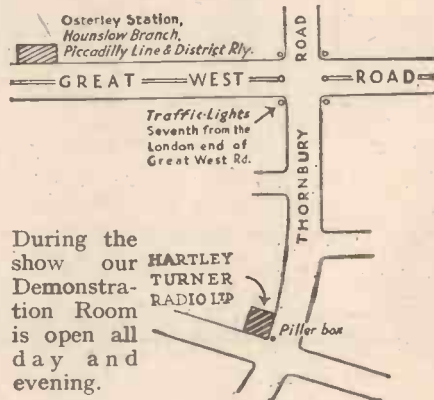 Osterley Station,
Hounslow Branch,
Piccadilly Line & District Rly.
ROAD
GREAT WEST ROAD
Traffic-Lights
Seventh from the
London end of
Great West Rd.
THORNBURY
During the
show our
Demonstra-
tion Room
is open all
day and
evening.
HARTLEY
TURNER
RADIO LTD
Piller box